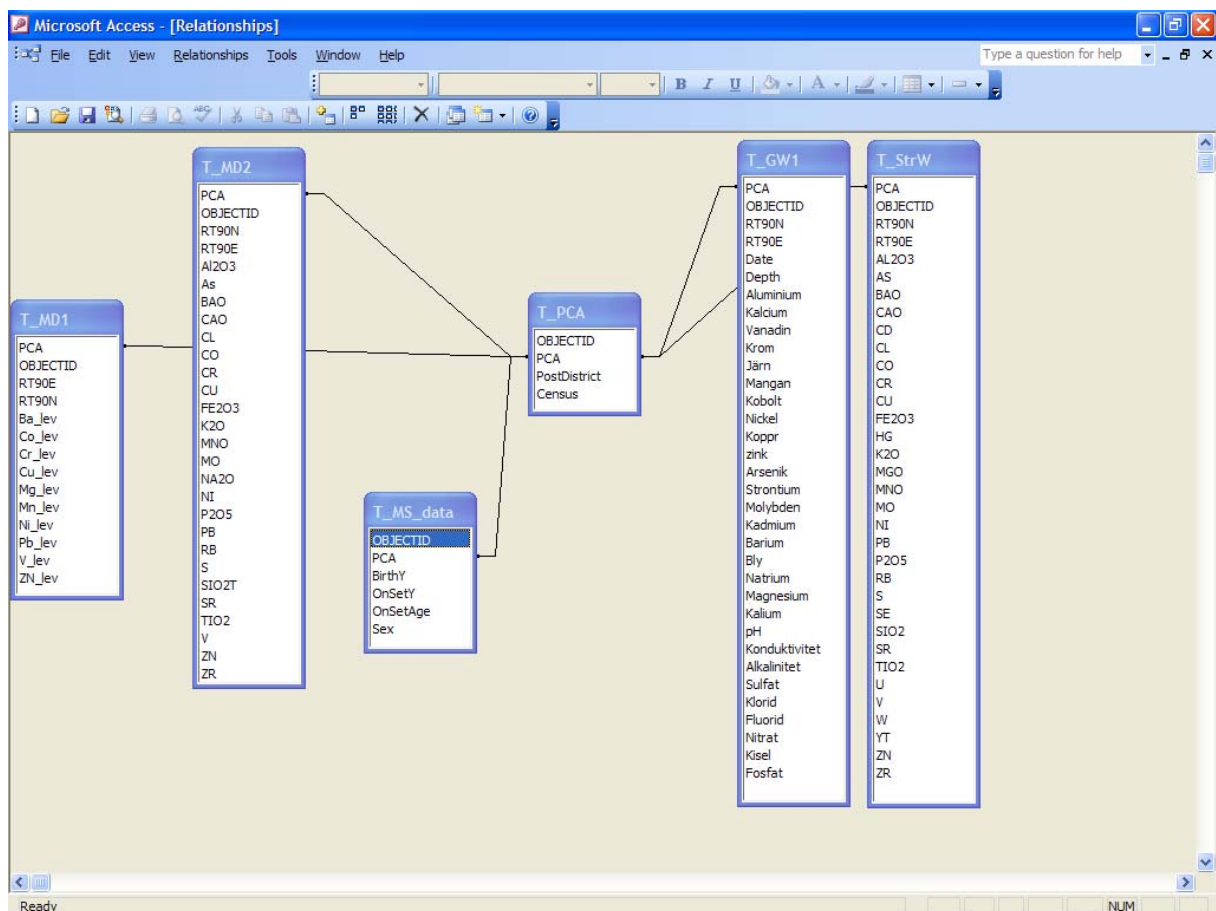 Microsoft Access - [Relationships]
File Edit View Relationships Tools Window Help
Type a question for help
B I U A
ABC
T_MD2
PCA
OBJECTID
RT90N
RT90E
Al2O3
As
BAO
CAO
CL
CO
CR
CU
FE2O3
K2O
MNO
MO
NA2O
NI
P2O5
PB
RB
S
SIO2T
SR
TIO2
V
ZN
ZR
T_MD1
PCA
OBJECTID
RT90E
RT90N
Ba_lev
Co_lev
Cr_lev
Cu_lev
Mg_lev
Mn_lev
Ni_lev
Pb_lev
V_lev
ZN_lev
T_MS_data
OBJECTID
PCA
BirthY
OnSetY
OnSetAge
Sex
T_PCA
OBJECTID
PCA
PostDistrict
Census
T_GW1
PCA
OBJECTID
RT90N
RT90E
Date
Depth
Aluminium
Kalcium
Vanadin
Krom
Järn
Mangan
Kobolt
Nickel
Koppr
zink
Arsenik
Strontium
Molybden
Kadmium
Barium
Bly
Natrium
Magnesium
Kalium
pH
Konduktivitet
Alkalinitet
Sulfat
Klorid
Fluorid
Nitrat
Kisel
Fosfat
T_StrW
PCA
OBJECTID
RT90N
RT90E
AL2O3
AS
BAO
CAO
CD
CL
CO
CR
CU
FE2O3
HG
K2O
MGO
MNO
MO
NI
PB
P2O5
RB
S
SE
SIO2
SR
TIO2
U
V
W
YT
ZN
ZR
Ready
NUM